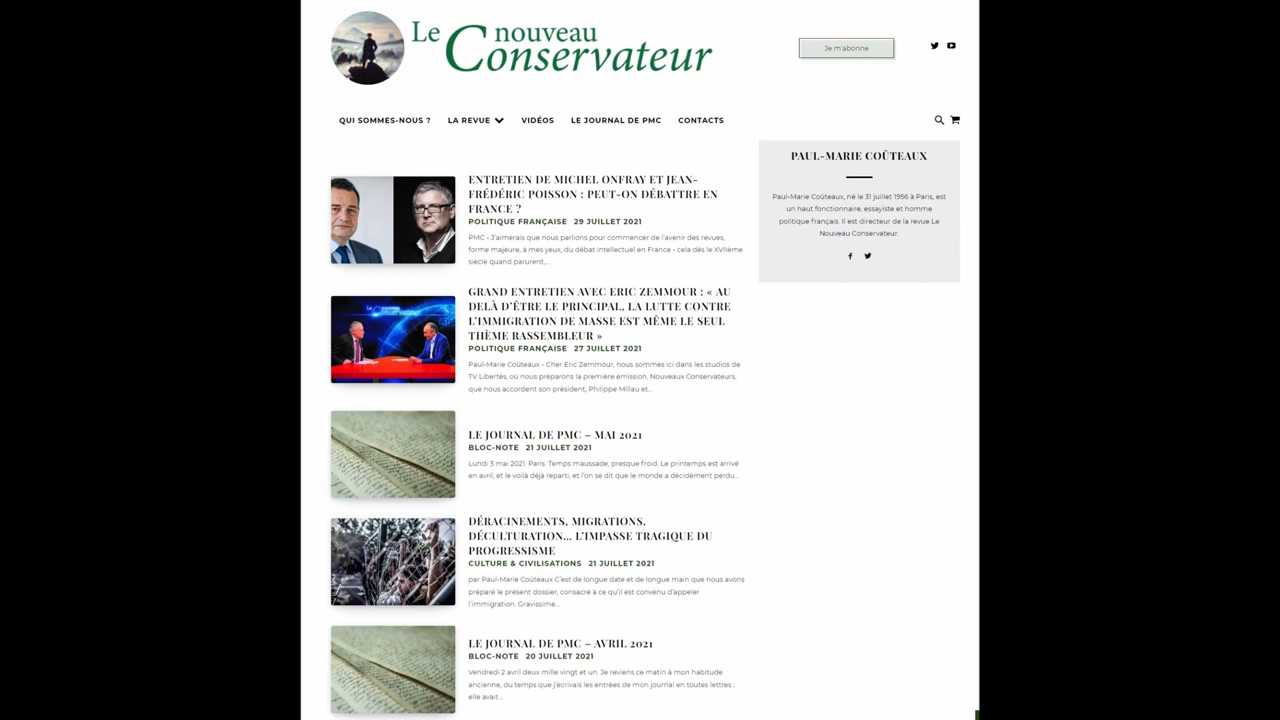 Le nouveau
Conservateur
Je m'abonne
QUI SOMMES-NOUS ? LA REVUE VIDÉOS LE JOURNAL DE PMC CONTACTS
ENTRETIEN DE MICHEL ONFRAY ET JEAN-
FRÉDÉRIC POISSON : PEUT-ON DÉBATTRE EN
FRANCE ?
POLITIQUE FRANÇAISE 29 JUILLET 2021
PMC - J'aimerais que nous parlions pour commencer de l'avenir des revues,
forme majeure, à mes yeux, du débat intellectuel en France - cela dès le XVIIème
siècle quand parurent,...
GRAND ENTRETIEN AVEC ERIC ZEMMOUR : « AU
DELÀ D'ÊTRE LE PRINCIPAL, LA LUTTE CONTRE
L'IMMIGRATION DE MASSE EST MÊME LE SEUL
THÈME RASSEMBLEUR »
POLITIQUE FRANÇAISE 27 JUILLET 2021
Paul-Marie Coûteaux - Cher Eric Zemmour, nous sommes ici dans les studios de
TV Libertés, où nous préparons la première émission, Nouveaux Conservateurs,
que nous accordent son président, Philippe Millau et...
LE JOURNAL DE PMC – MAI 2021
BLOC-NOTE 21 JUILLET 2021
Lundi 3 mai 2021. Paris. Temps maussade, presque froid. Le printemps est arrivé
en avril, et le voilà déjà reparti, et l'on se dit que le monde a décidément perdu...
DÉRACINEMENTS, MIGRATIONS,
DÉCULTURATION… L'IMPASSE TRAGIQUE DU
PROGRESSISME
CULTURE & CIVILISATIONS 21 JUILLET 2021
par Paul-Marie Coûteaux C'est de longue date et de longue main que nous avons
préparé le présent dossier, consacré à ce qu'il est convenu d'appeler
l'immigration. Gravissime...
LE JOURNAL DE PMC – AVRIL 2021
BLOC-NOTE 20 JUILLET 2021
Vendredi 2 avril deux mille vingt et un. Je reviens ce matin à mon habitude
ancienne, du temps que j'écrivais les entrées de mon journal en toutes lettres ;
elle avait...
PAUL-MARIE COÛTEAUX
Paul-Marie Coûteaux, né le 31 juillet 1956 à Paris, est
un haut fonctionnaire, essayiste et homme
politique français. Il est directeur de la revue Le
Nouveau Conservateur.